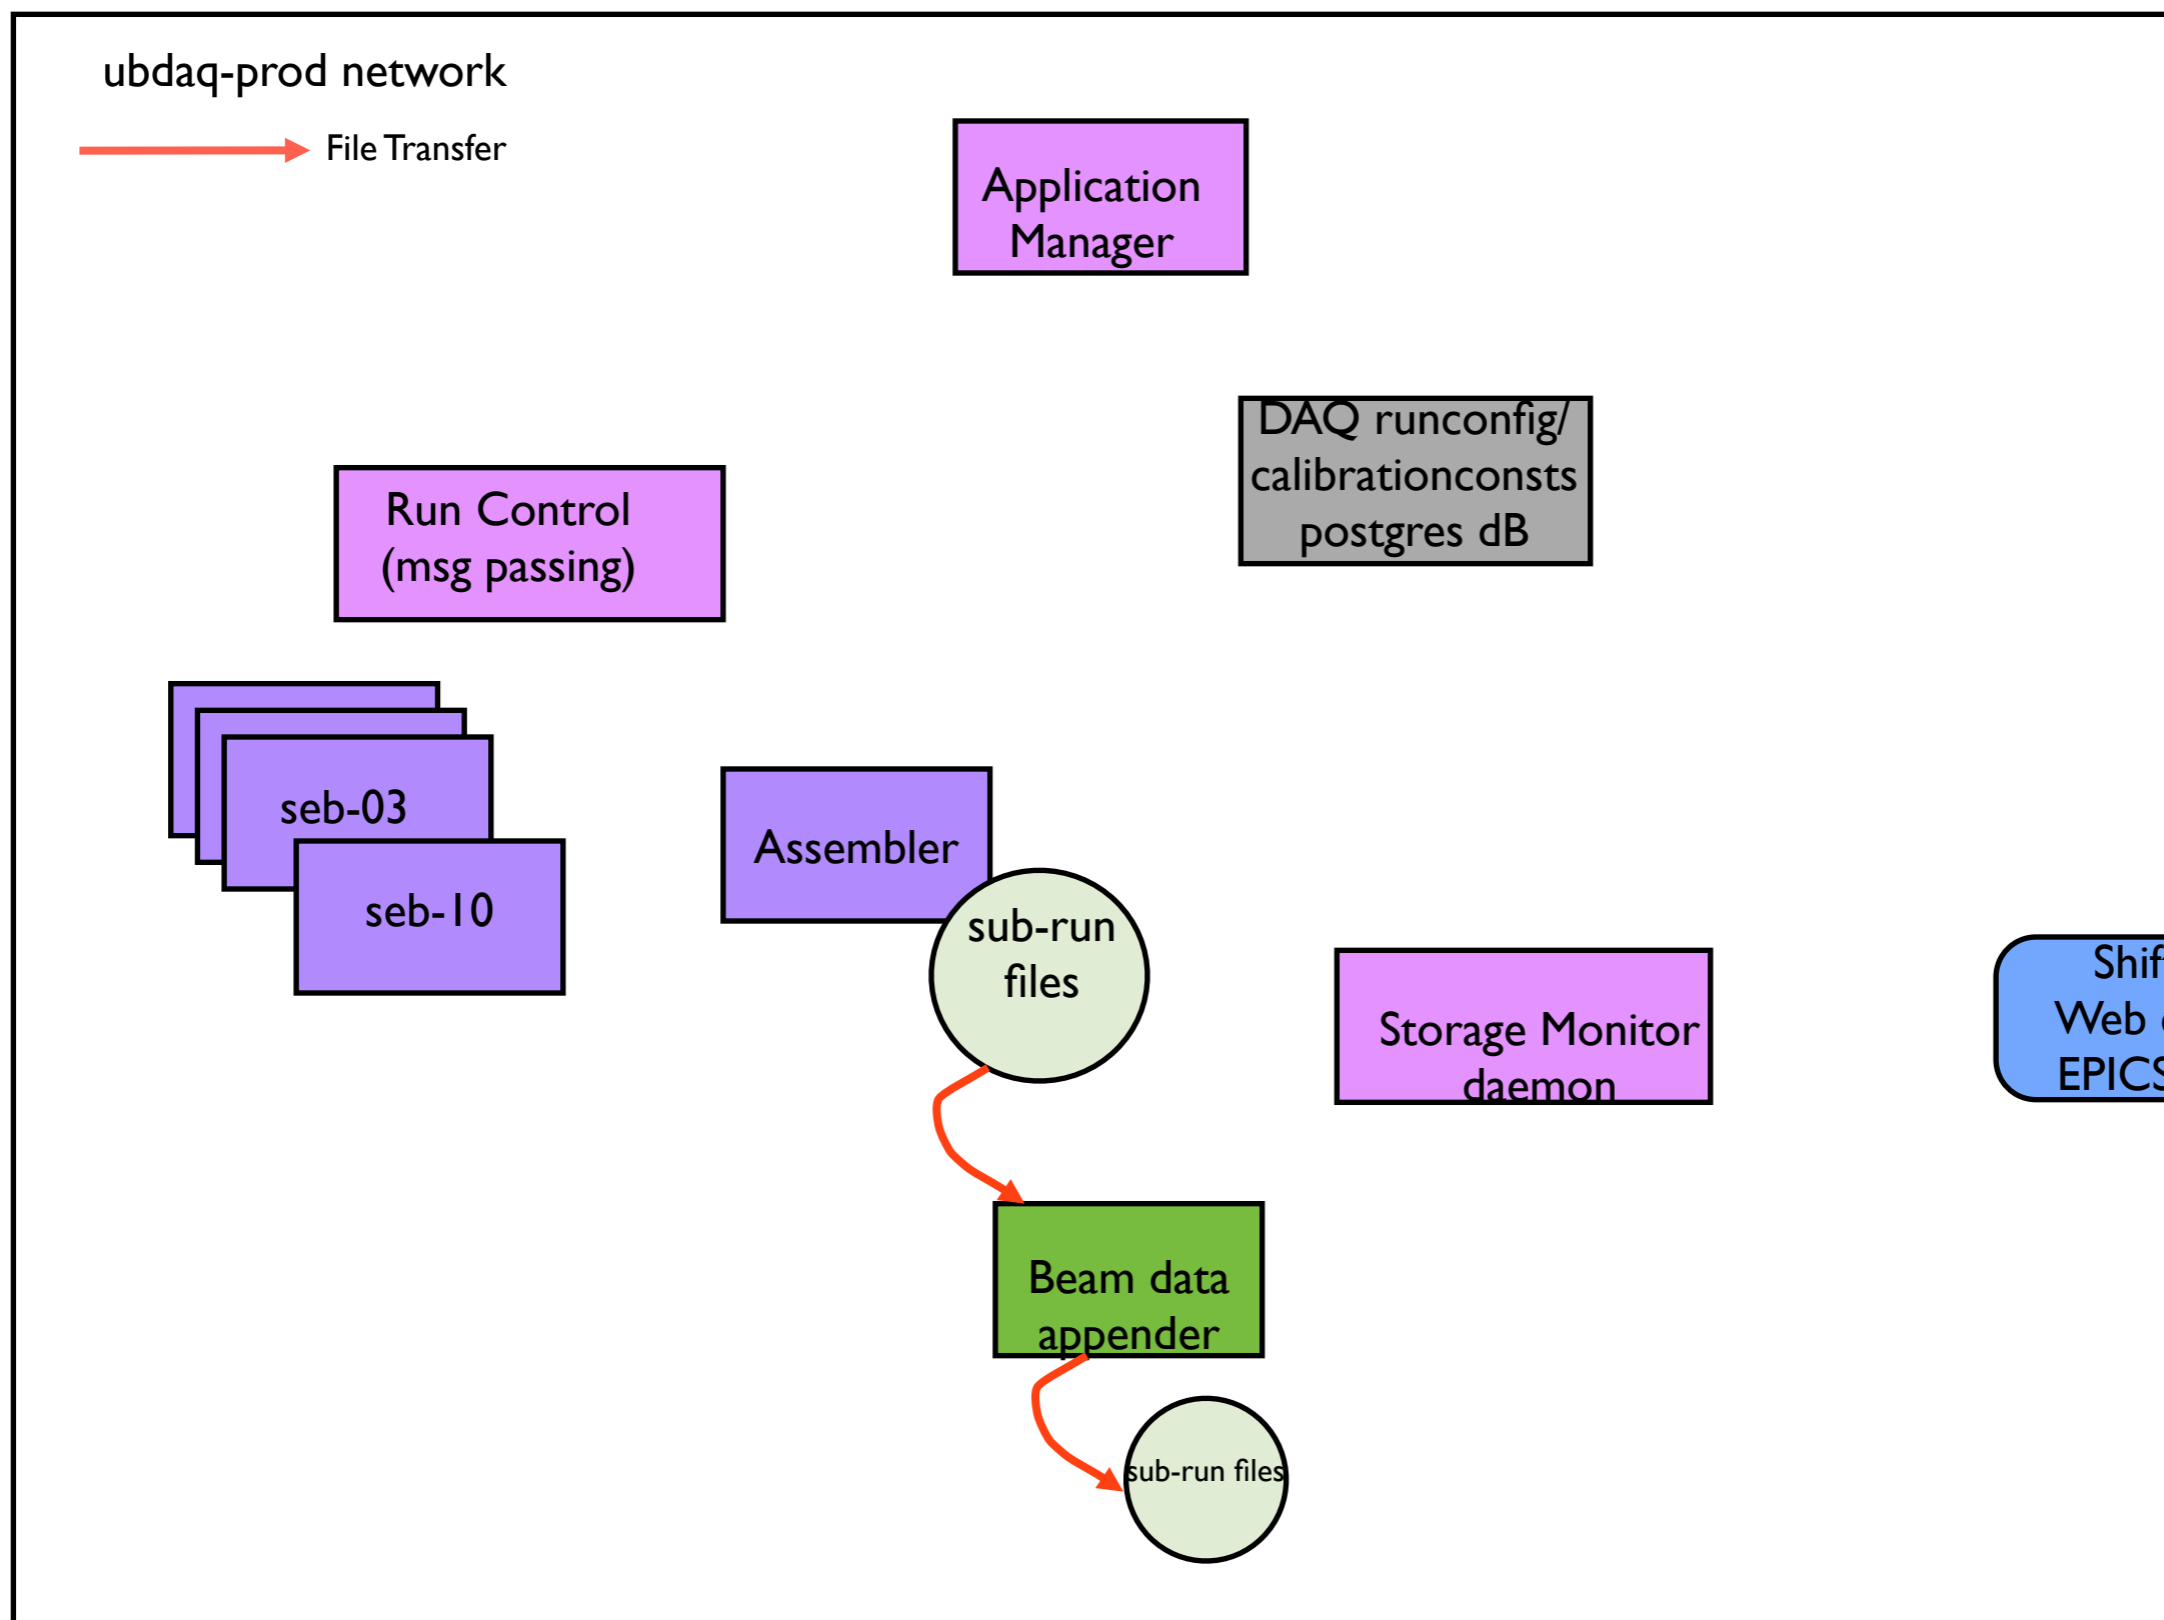 ubdaq-prod network
File Transfer
Application
Manager
DAQ runconfig/
calibrationconsts
postgres dB
Run Control
(msg passing)
seb-03
seb-10
Assembler
sub-run
files
Storage Monitor
daemon
Web
EPICS
Beam data
appender
sub-run files